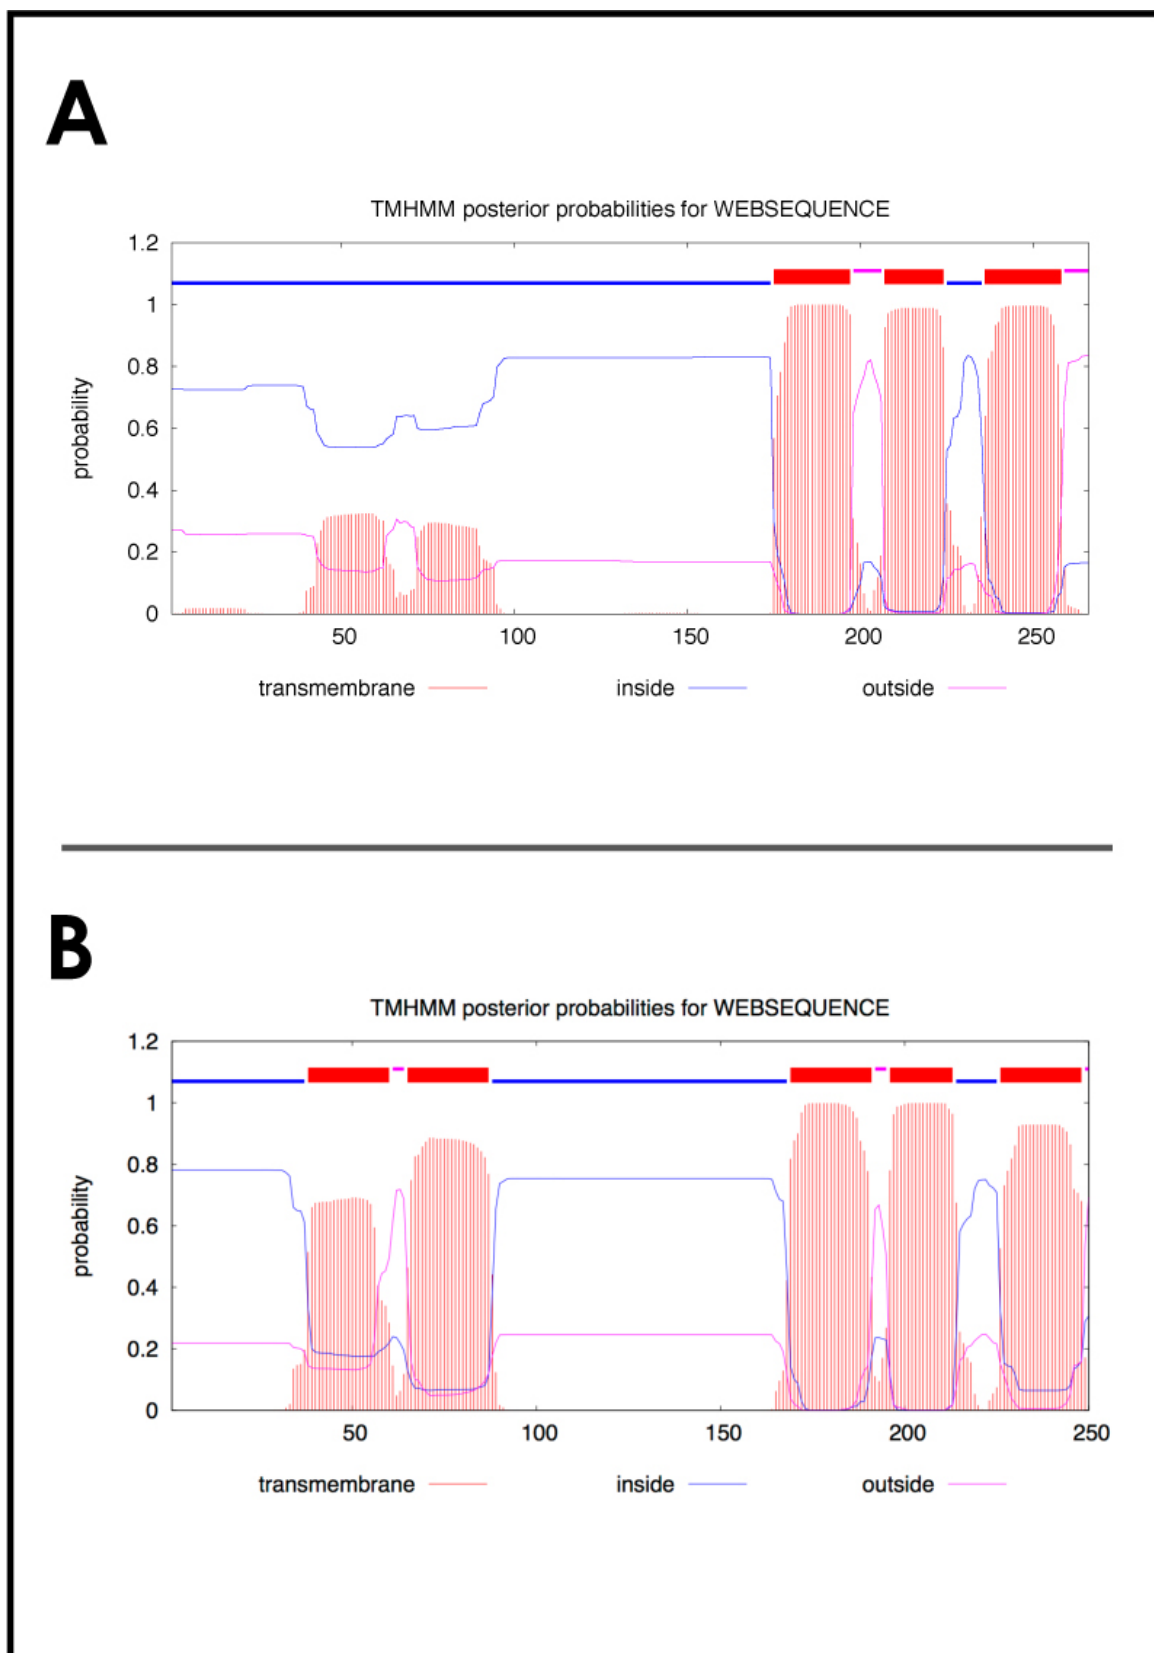 A
TMHMM posterior probabilities for WEBSEQUENCE
1.2
1
0.8
0.6
0.4
0.2
0
probability
50 100 150 200 250
transmembrane inside outside
B
TMHMM posterior probabilities for WEBSEQUENCE
1.2
1
0.8
0.6
0.4
0.2
0
probability
50 100 150 200 250
transmembrane inside outside